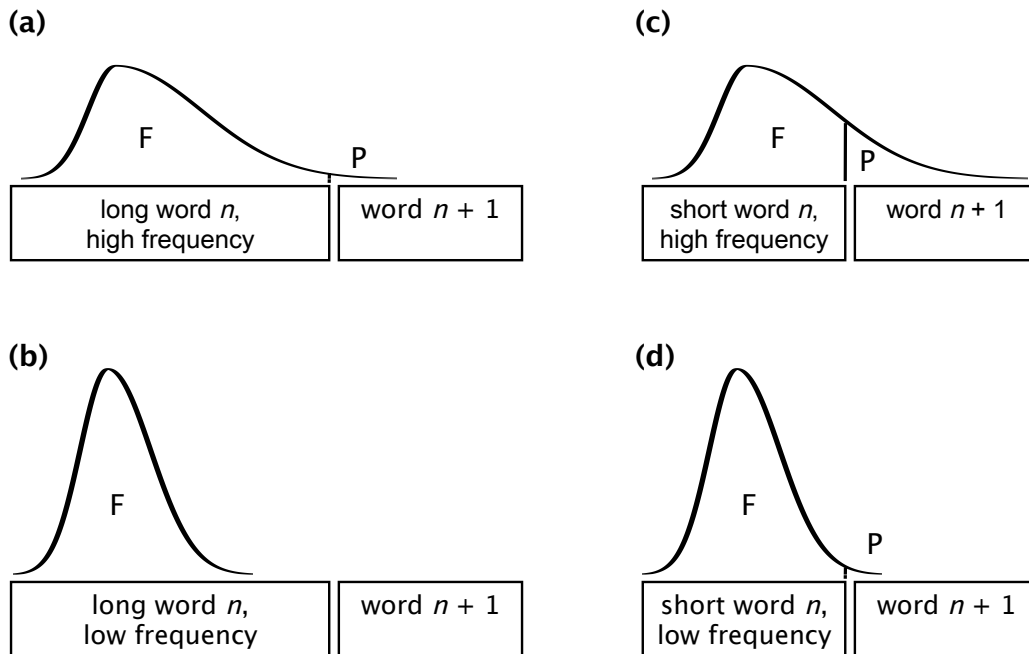 (a)
F
P
long word n,
high frequency
word n + 1
(c)
F
P
short word n,
high frequency
word n + 1
(b)
F
long word n,
low frequency
word n + 1
(d)
F
P
short word n,
low frequency
word n + 1